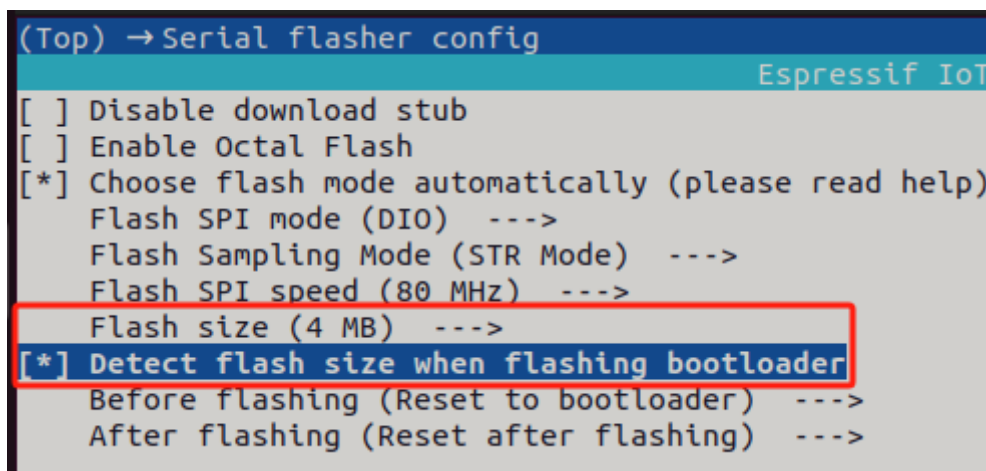 (Top) → Serial flasher config
Espressif IoT
[ ] Disable download stub
[ ] Enable Octal Flash
[*] Choose flash mode automatically (please read help)
Flash SPI mode (DIO)  --->
Flash Sampling Mode (STR Mode)  --->
Flash SPI speed (80 MHz)  --->
Flash size (4 MB)  --->
[*] Detect flash size when flashing bootloader
Before flashing (Reset to bootloader)  --->
After flashing (Reset after flashing)  --->